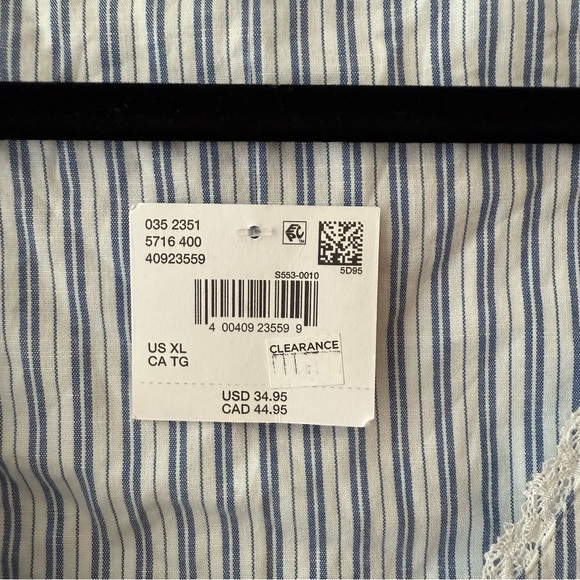 035 2351
5716 400
40923559
5D95
S553-0010
4 00409 23559 9
US XL
CA TG
CLEARANCE
USD 34.95
CAD 44.95